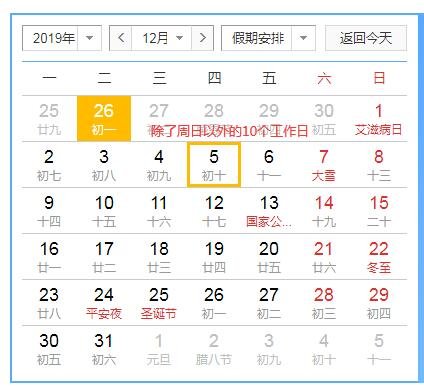 2019年 12月 假期安排 返回今天
一 二 三 四 五 六 日
25 26 27 28 29 30 1
除了周日以外的10个工作日
廿九 初一 初五 艾滋病日
2 3 4 5 6 7 8
初七 初八 初九 初十 十一 大雪 十三
9 10 11 12 13 14 15
十四 十五 十六 十七 国家公... 十九 二十
16 17 18 19 20 21 22
廿一 廿二 廿三 廿四 廿五 廿六 冬至
23 24 25 26 27 28 29
廿八 平安夜 圣诞节 初一 初二 初三 初四
30 31 1 2 3 4 5
初五 初六 元旦 腊八节 初九 初十 十一